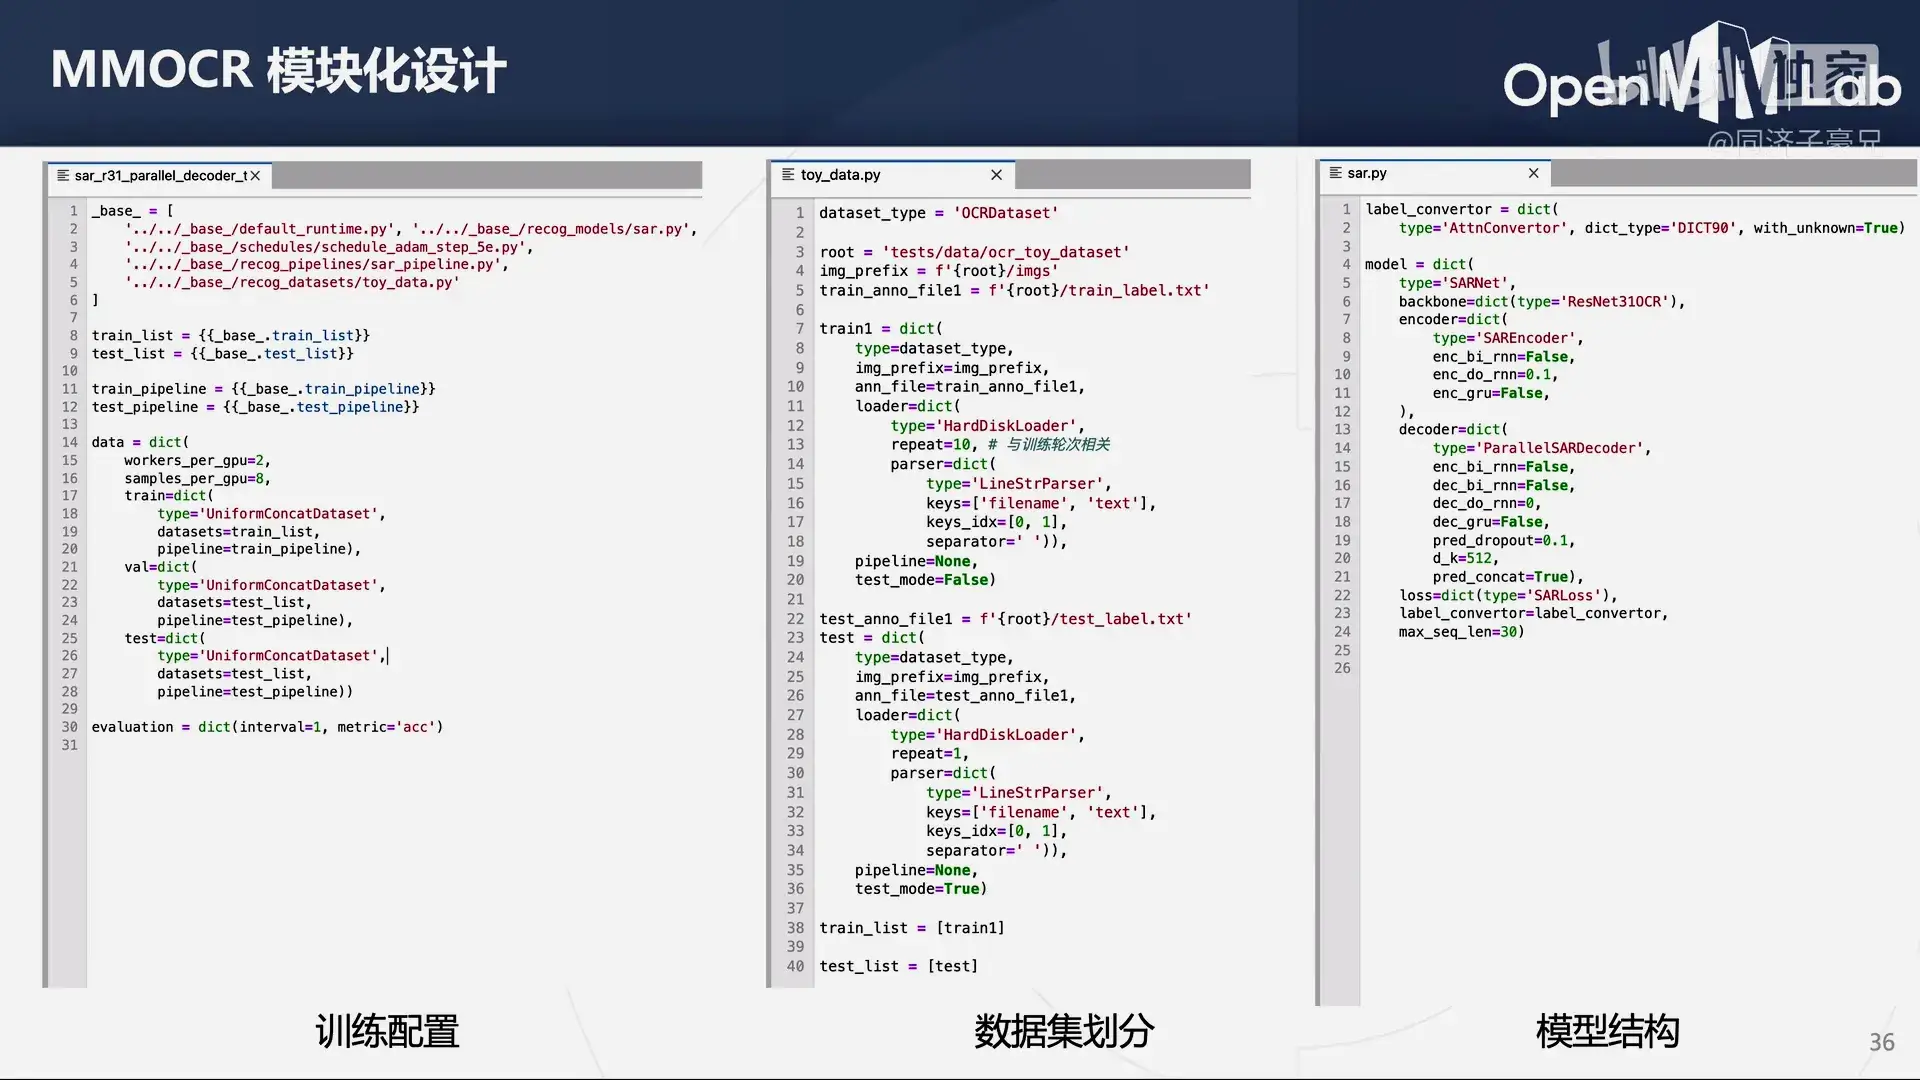 MMOCR 模块化设计
OpenMMLab
bilibili 独家
@同济子豪兄
sar_r31_parallel_decoder_t
1 _base_ = [
2 '../../_base_/default_runtime.py', '../../_base_/recog_models/sar.py',
3 '../../_base_/schedules/schedule_adam_step_5e.py',
4 '../../_base_/recog_pipelines/sar_pipeline.py',
5 '../../_base_/recog_datasets/toy_data.py'
6 ]
7
8 train_list = {{_base_.train_list}}
9 test_list = {{_base_.test_list}}
10
11 train_pipeline = {{_base_.train_pipeline}}
12 test_pipeline = {{_base_.test_pipeline}}
13
14 data = dict(
15 workers_per_gpu=2,
16 samples_per_gpu=8,
17 train=dict(
18 type='UniformConcatDataset',
19 datasets=train_list,
20 pipeline=train_pipeline),
21 val=dict(
22 type='UniformConcatDataset',
23 datasets=test_list,
24 pipeline=test_pipeline),
25 test=dict(
26 type='UniformConcatDataset',
27 datasets=test_list,
28 pipeline=test_pipeline))
29
30 evaluation = dict(interval=1, metric='acc')
31
训练配置
toy_data.py
1 dataset_type = 'OCRDataset'
2
3 root = 'tests/data/ocr_toy_dataset'
4 img_prefix = f'{root}/imgs'
5 train_anno_file1 = f'{root}/train_label.txt'
6
7 train1 = dict(
8 type=dataset_type,
9 img_prefix=img_prefix,
10 ann_file=train_anno_file1,
11 loader=dict(
12 type='HardDiskLoader',
13 repeat=10, # 与训练轮次相关
14 parser=dict(
15 type='LineStrParser',
16 keys=['filename', 'text'],
17 keys_idx=[0, 1],
18 separator=' ')),
19 pipeline=None,
20 test_mode=False)
21
22 test_anno_file1 = f'{root}/test_label.txt'
23 test = dict(
24 type=dataset_type,
25 img_prefix=img_prefix,
26 ann_file=test_anno_file1,
27 loader=dict(
28 type='HardDiskLoader',
29 repeat=1,
30 parser=dict(
31 type='LineStrParser',
32 keys=['filename', 'text'],
33 keys_idx=[0, 1],
34 separator=' ')),
35 pipeline=None,
36 test_mode=True)
37
38 train_list = [train1]
39
40 test_list = [test]
数据集划分
sar.py
1 label_convertor = dict(
2 type='AttnConvertor', dict_type='DICT90', with_unknown=True)
3
4 model = dict(
5 type='SARNet',
6 backbone=dict(type='ResNet31OCR'),
7 encoder=dict(
8 type='SAREncoder',
9 enc_bi_rnn=False,
10 enc_do_rnn=0.1,
11 enc_gru=False,
12 ),
13 decoder=dict(
14 type='ParallelSARDecoder',
15 enc_bi_rnn=False,
16 dec_bi_rnn=False,
17 dec_do_rnn=0,
18 dec_gru=False,
19 pred_dropout=0.1,
20 d_k=512,
21 pred_concat=True),
22 loss=dict(type='SARLoss'),
23 label_convertor=label_convertor,
24 max_seq_len=30)
25
26
模型结构
36